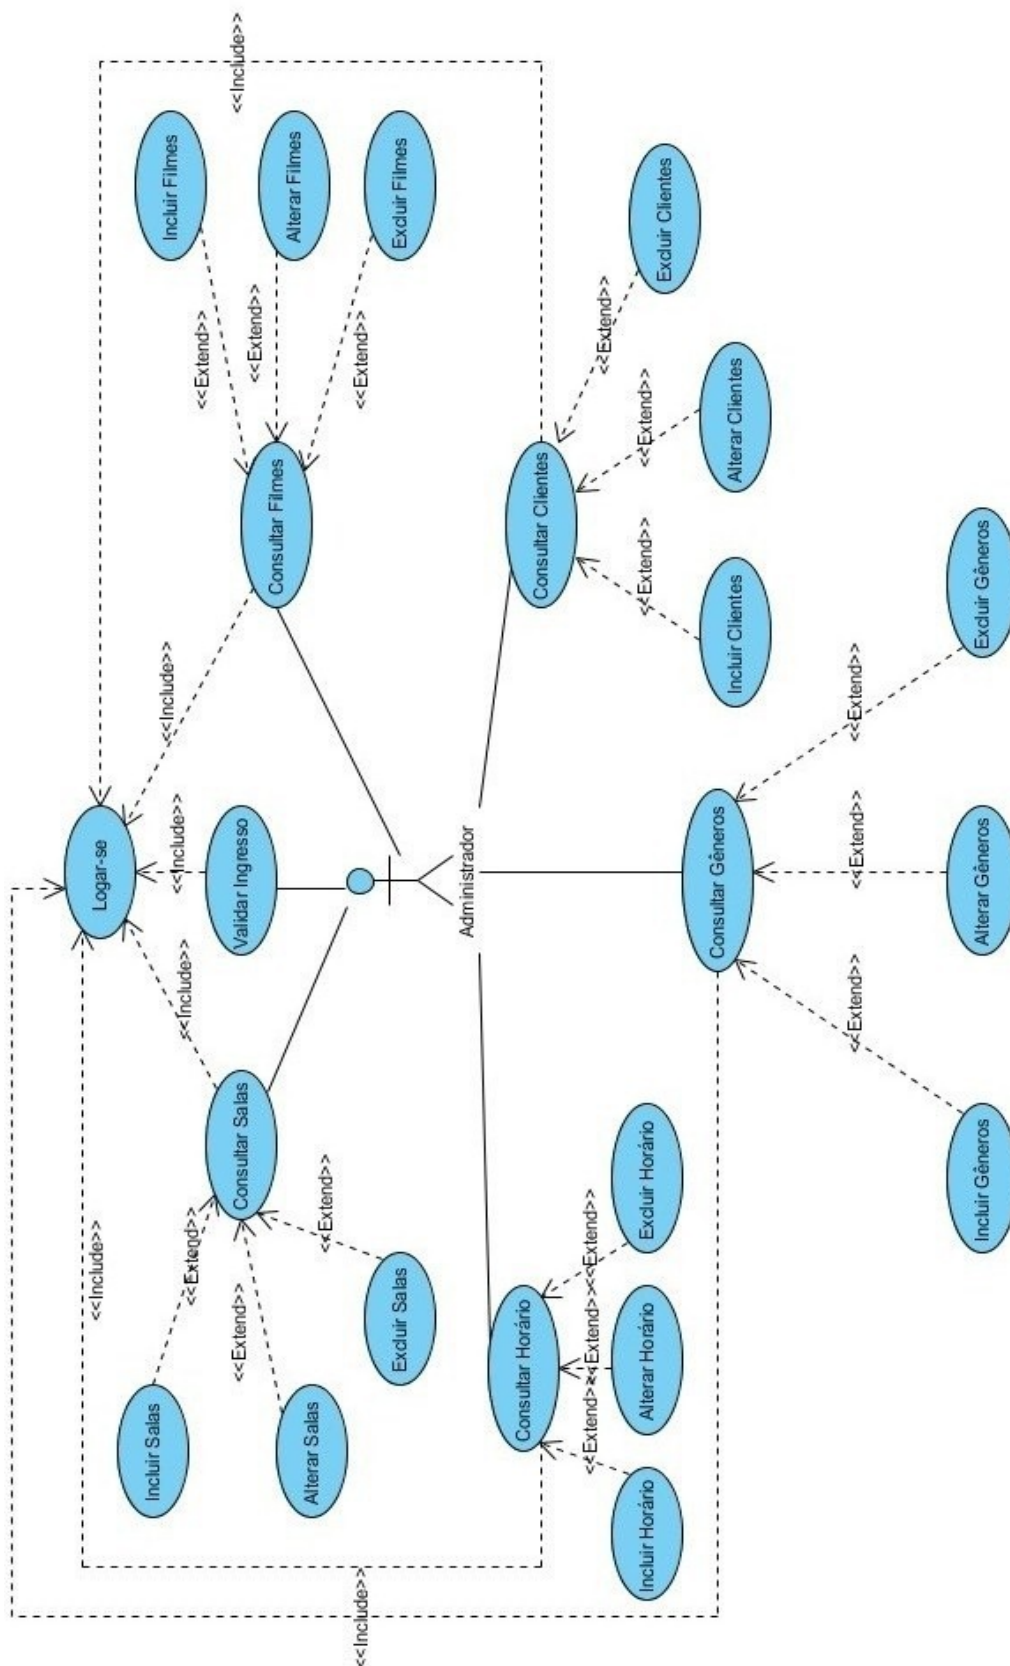 <<Include>>
Logar-se
<<Include>>
<<Include>>
<<Include>>
<<Include>>
<<Include>>
Incluir Salas
Alterar Salas
Excluir Salas
<<Extend>>
<<Extend>>
<<Extend>>
Consultar Salas
Validar Ingresso
Consultar Filmes
<<Extend>>
<<Extend>>
<<Extend>>
Incluir Filmes
Alterar Filmes
Excluir Filmes
Administrador
Consultar Horário
<<Extend>>
<<Extend>>
<<Extend>>
Incluir Horário
Alterar Horário
Excluir Horário
Consultar Clientes
<<Extend>>
<<Extend>>
<<Extend>>
<<Extend>>
Incluir Clientes
Alterar Clientes
Excluir Clientes
Consultar Gêneros
<<Extend>>
<<Extend>>
<<Extend>>
Incluir Gêneros
Alterar Gêneros
Excluir Gêneros